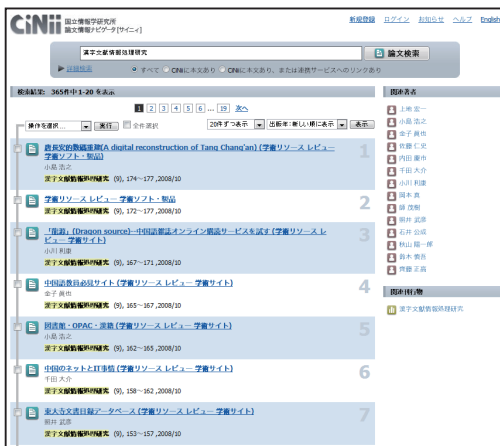 CiNii 国立情報学研究所
論文情報ナビゲータ[サイニィ]
新規登録 ログイン お知らせ ヘルプ English
漢字文献情報処理研究
論文検索
詳細検索
すべて CiNiiに本文あり CiNiiに本文あり、または連携サービスへのリンクあり
検索結果: 365件中1-20 を表示
1 2 3 4 5 6 ... 19 次へ
操作を選択... 実行 全件選択
20件ずつ表示 出版年:新しい順に表示 表示
唐長安的数碼重建(A digital reconstruction of Tang Chang'an) (学術リソース レビュー
学術ソフト・製品)
小島 浩之
漢字文献情報処理研究 (9), 174〜177, 2008/10
1
学術リソース レビュー 学術ソフト・製品
漢字文献情報処理研究 (9), 172〜177, 2008/10
2
「龍源」(Dragon source)--中国語雑誌オンライン購読サービスを試す (学術リソース レ
ビュー 学術サイト)
小川 利康
漢字文献情報処理研究 (9), 167〜171, 2008/10
3
中国語教員必見サイト (学術リソース レビュー 学術サイト)
金子 眞也
漢字文献情報処理研究 (9), 165〜167, 2008/10
4
図書館・OPAC・漢籍 (学術リソース レビュー 学術サイト)
小島 浩之
漢字文献情報処理研究 (9), 162〜165, 2008/10
5
中国のネットとIT事情 (学術リソース レビュー 学術サイト)
千田 大介
漢字文献情報処理研究 (9), 158〜162, 2008/10
6
東大寺文書目録データベース (学術リソース レビュー 学術サイト)
照井 武彦
漢字文献情報処理研究 (9), 153〜157, 2008/10
7
関連著者
上地 宏一
小島 浩之
金子 眞也
佐藤 仁史
内田 慶市
千田 大介
小川 利康
岡本 真
師 茂樹
照井 武彦
石井 公成
秋山 陽一郎
鈴木 慎吾
齊藤 正高
関連刊行物
漢字文献情報処理研究